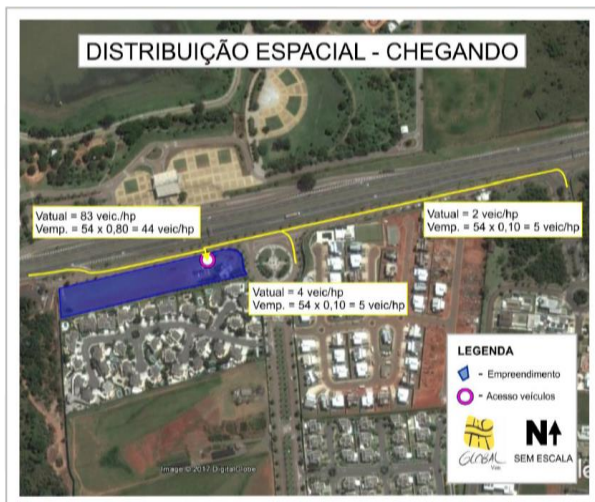 DISTRIBUIÇÃO ESPACIAL - CHEGANDO
Vatual = 83 veic./hp
Vemp. = 54 x 0,80 = 44 veic/hp
Vatual = 2 veic/hp
Vemp. = 54 x 0,10 = 5 veic/hp
Vatual = 4 veic/hp
Vemp. = 54 x 0,10 = 5 veic/hp
LEGENDA
- Empreendimento
- Acesso veículos
GLOBAL
N
SEM ESCALA
Image © 2017 DigitalGlobe